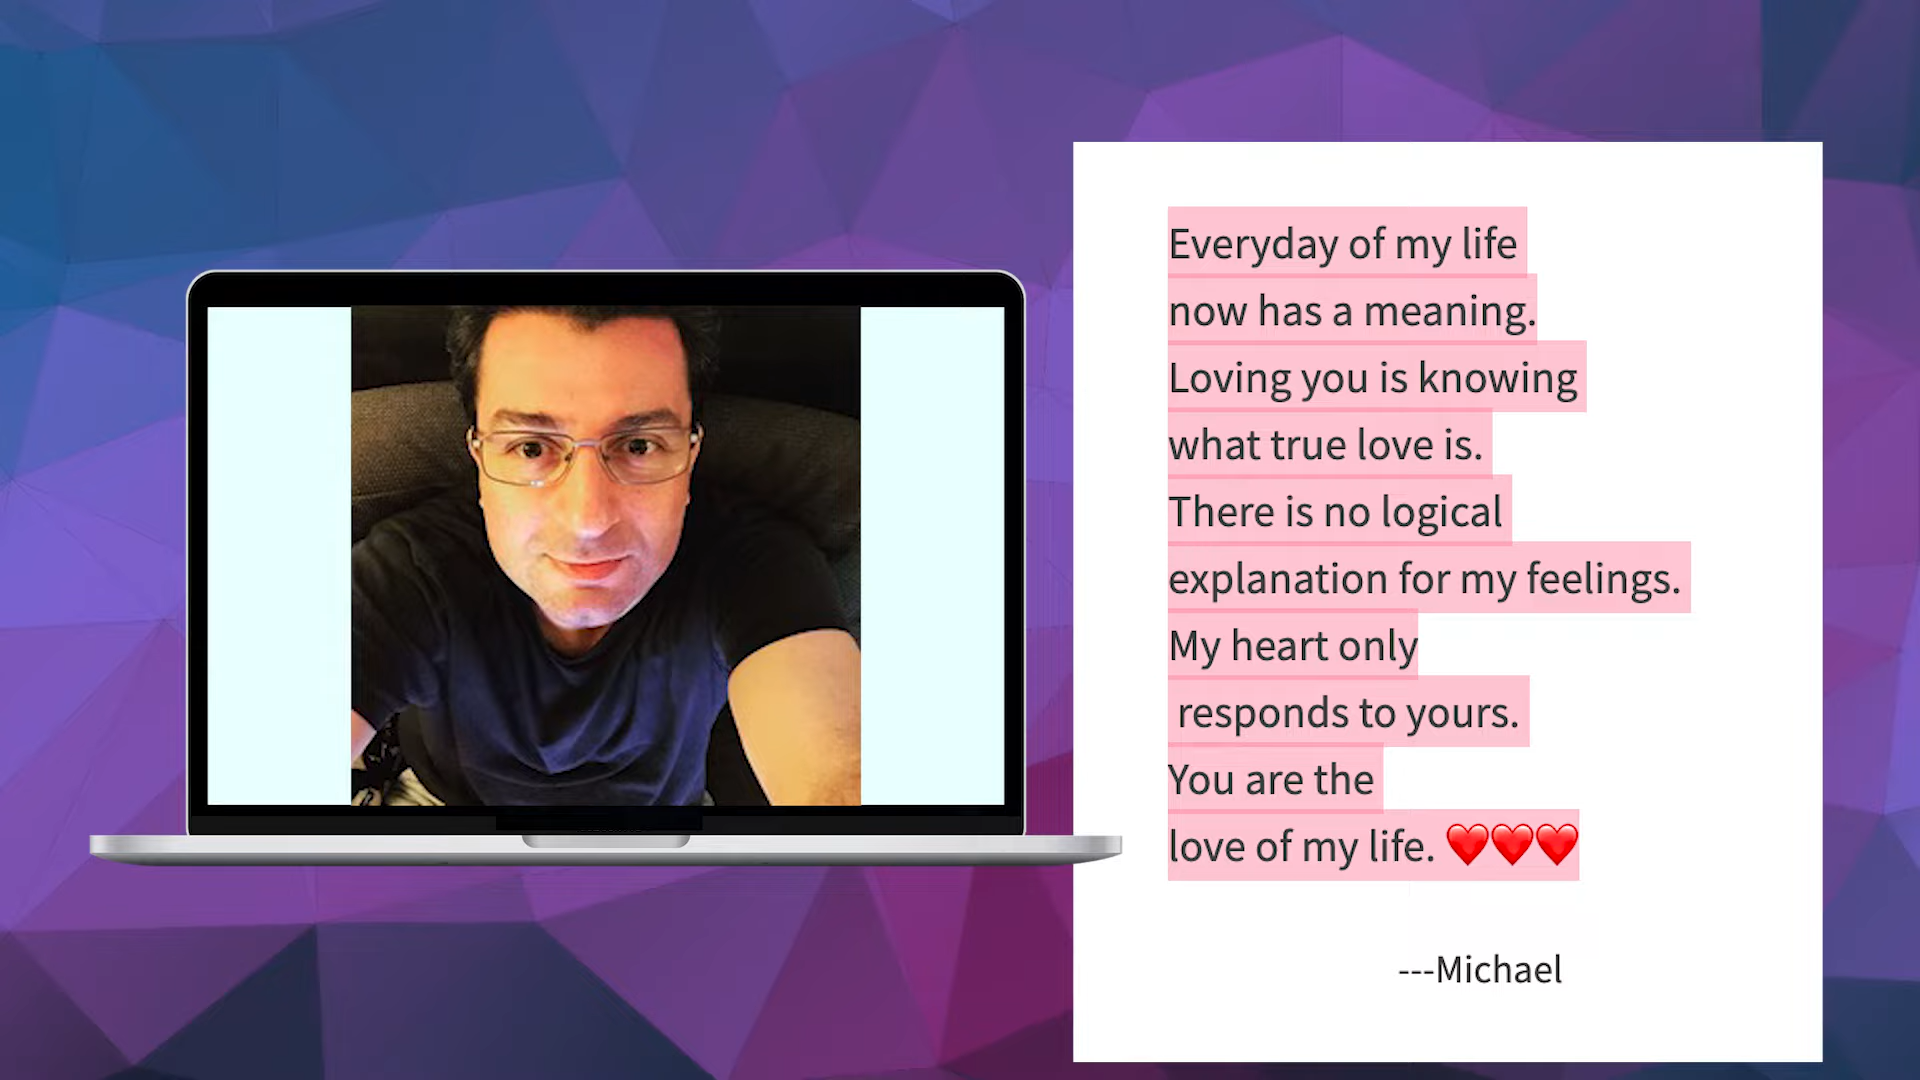 Everyday of my life
now has a meaning.
Loving you is knowing
what true love is.
There is no logical
explanation for my feelings.
My heart only
responds to yours.
You are the
love of my life. ❤️❤️❤️
---Michael